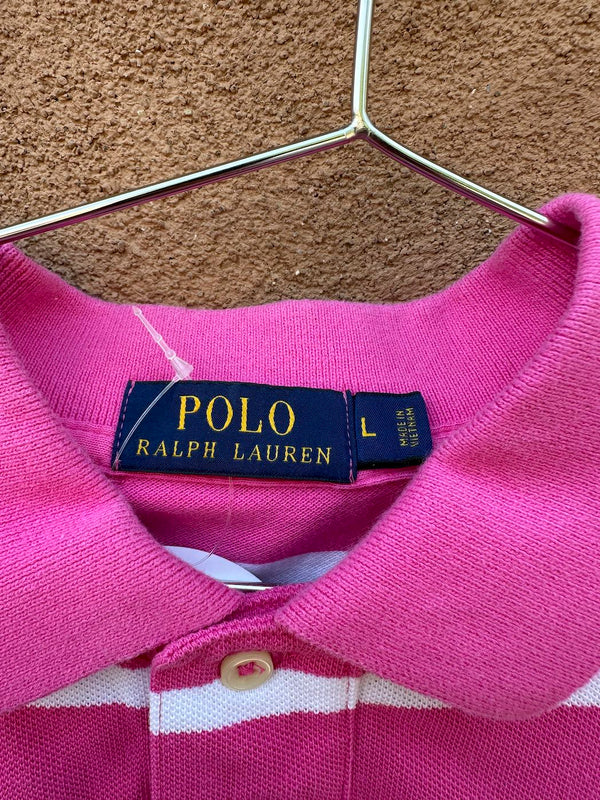 POLO
RALPH LAUREN
L
MADE IN
VIETNAM